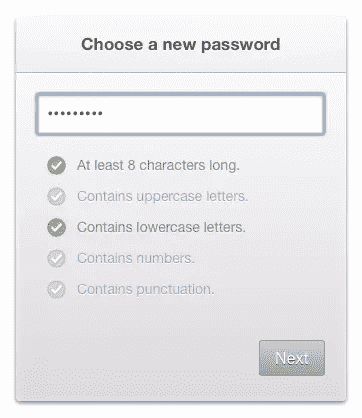 Choose a new password
•••••••••
At least 8 characters long.
Contains uppercase letters.
Contains lowercase letters.
Contains numbers.
Contains punctuation.
Next